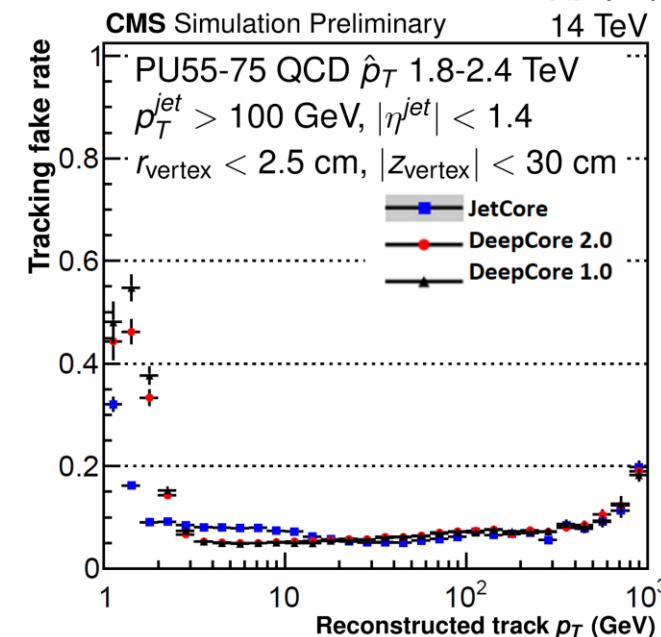 CMS Simulation Preliminary 14 TeV
PU55-75 QCD p̂_T 1.8-2.4 TeV
p_T^{jet} > 100 GeV, |η^{jet}| < 1.4
r_vertex < 2.5 cm, |z_vertex| < 30 cm
JetCore
DeepCore 2.0
DeepCore 1.0
Tracking fake rate
1
0.8
0.6
0.4
0.2
0
1 10 10² 10³
Reconstructed track p_T (GeV)